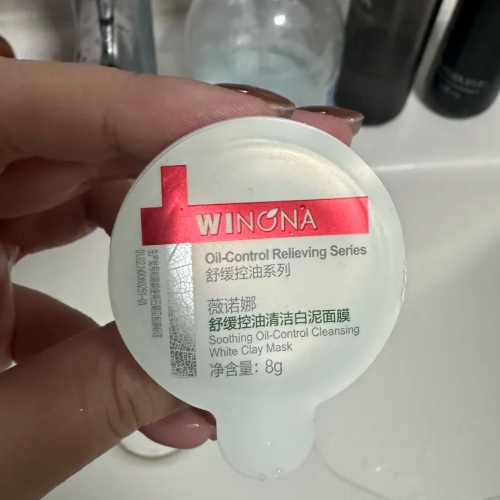 WINONA
Oil-Control Relieving Series
舒缓控油系列
薇诺娜
舒缓控油清洁白泥面膜
Soothing Oil-Control Cleansing
White Clay Mask
净含量：8g